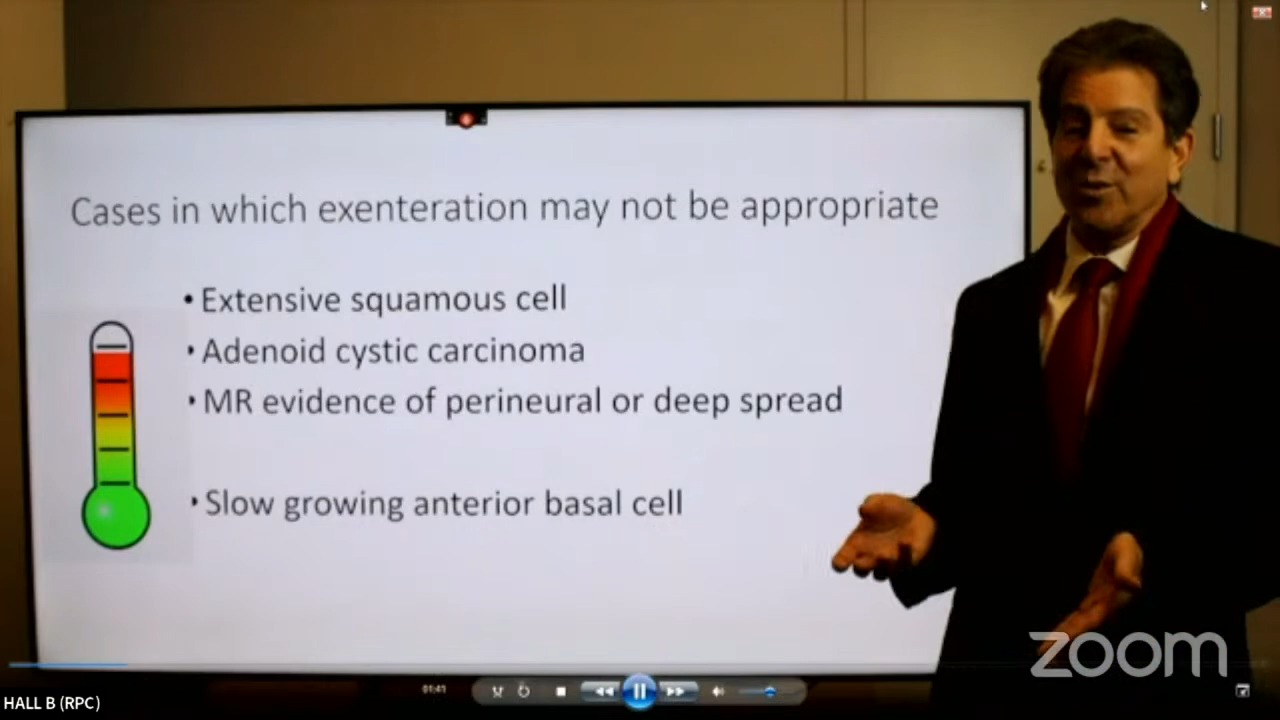 Cases in which exenteration may not be appropriate
• Extensive squamous cell
• Adenoid cystic carcinoma
• MR evidence of perineural or deep spread
• Slow growing anterior basal cell
zoom
01:41
HALL B (RPC)